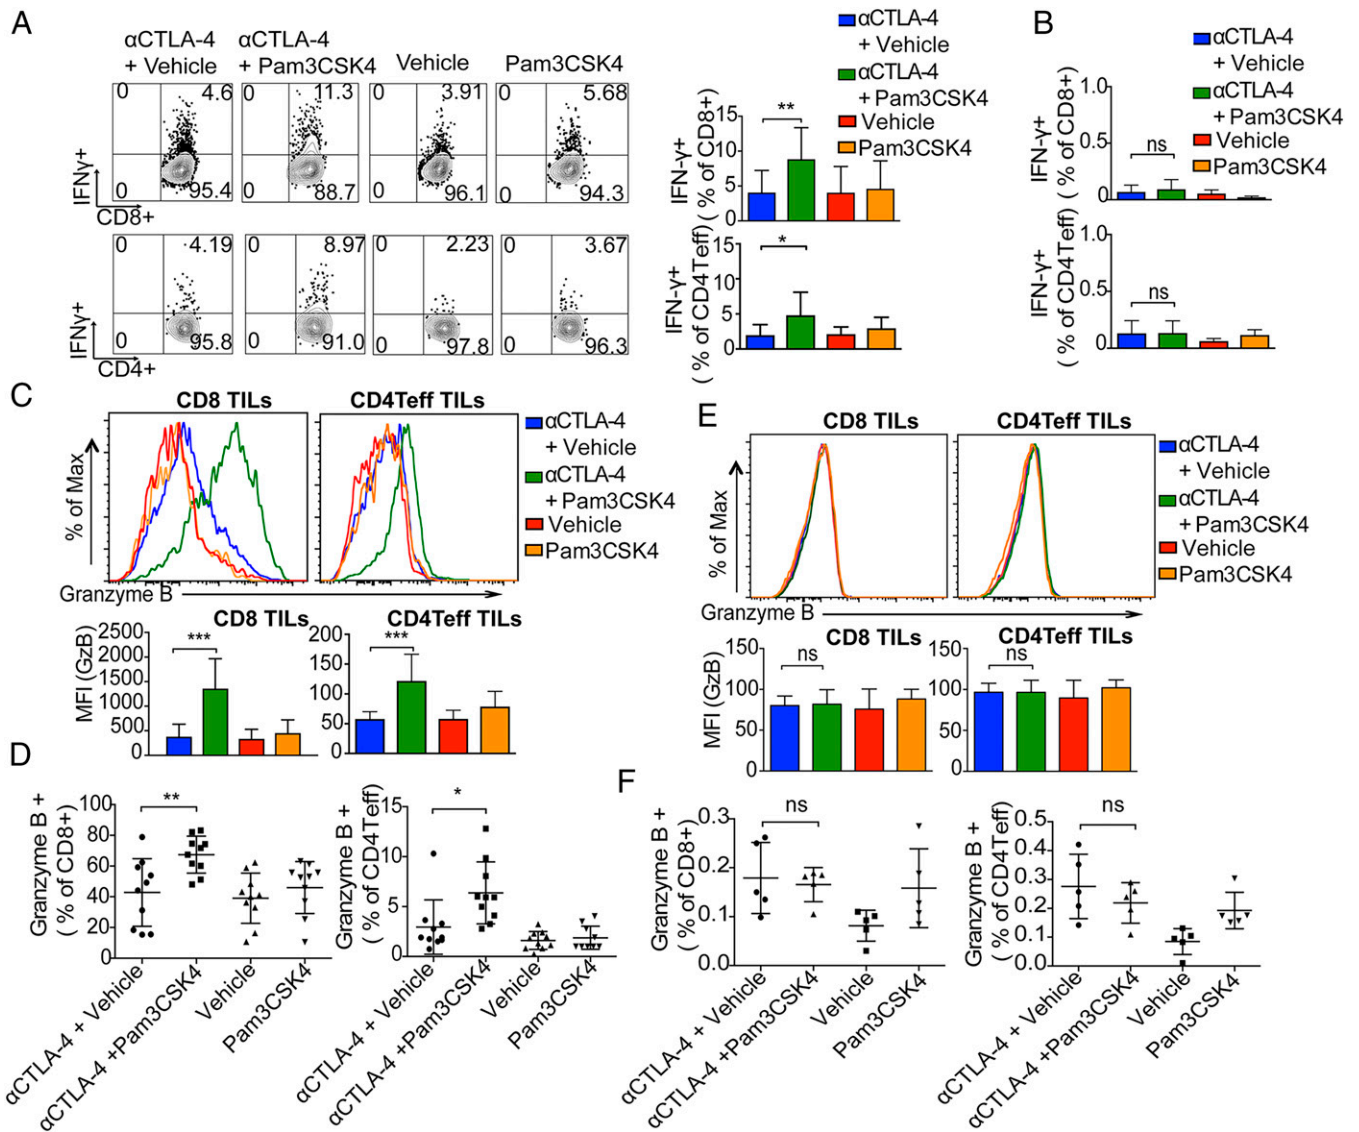 A
αCTLA-4
+ Vehicle
αCTLA-4
+ Pam3CSK4
Vehicle
Pam3CSK4
0 4.6
0 95.4
0 11.3
0 88.7
0 3.91
0 96.1
0 5.68
0 94.3
IFNγ+
CD8+
0 4.19
0 95.8
0 8.97
0 91.0
0 2.23
0 97.8
0 3.67
0 96.3
IFNγ+
CD4+
αCTLA-4
+ Vehicle
αCTLA-4
+ Pam3CSK4
Vehicle
Pam3CSK4
IFN-γ+
( % of CD8+)
15
10
5
0
**
IFN-γ+
( % of CD4Teff)
15
10
5
0
*
B
αCTLA-4
+ Vehicle
αCTLA-4
+ Pam3CSK4
Vehicle
Pam3CSK4
IFN-γ+
( % of CD8+)
1.0
0.5
0
ns
IFN-γ+
( % of CD4Teff)
1.0
0.5
0
ns
C
CD8 TILs
CD4Teff TILs
% of Max
Granzyme B
αCTLA-4
+ Vehicle
αCTLA-4
+ Pam3CSK4
Vehicle
Pam3CSK4
CD8 TILs
MFI (GzB)
2500
2000
1500
1000
500
0
***
CD4Teff TILs
200
150
100
50
0
***
D
Granzyme B +
( % of CD8+)
100
80
60
40
20
0
**
αCTLA-4 + Vehicle
αCTLA-4 +Pam3CSK4
Vehicle
Pam3CSK4
Granzyme B +
( % of CD4Teff)
15
10
5
0
*
αCTLA-4 + Vehicle
αCTLA-4 +Pam3CSK4
Vehicle
Pam3CSK4
E
CD8 TILs
CD4Teff TILs
% of Max
Granzyme B
αCTLA-4
+ Vehicle
αCTLA-4
+ Pam3CSK4
Vehicle
Pam3CSK4
CD8 TILs
MFI (GzB)
150
100
50
0
ns
CD4Teff TILs
150
100
50
0
ns
F
Granzyme B +
( % of CD8+)
0.3
0.2
0.1
0.0
ns
αCTLA-4 + Vehicle
αCTLA-4 +Pam3CSK4
Vehicle
Pam3CSK4
Granzyme B +
( % of CD4Teff)
0.5
0.4
0.3
0.2
0.1
0.0
ns
αCTLA-4 + Vehicle
αCTLA-4 +Pam3CSK4
Vehicle
Pam3CSK4